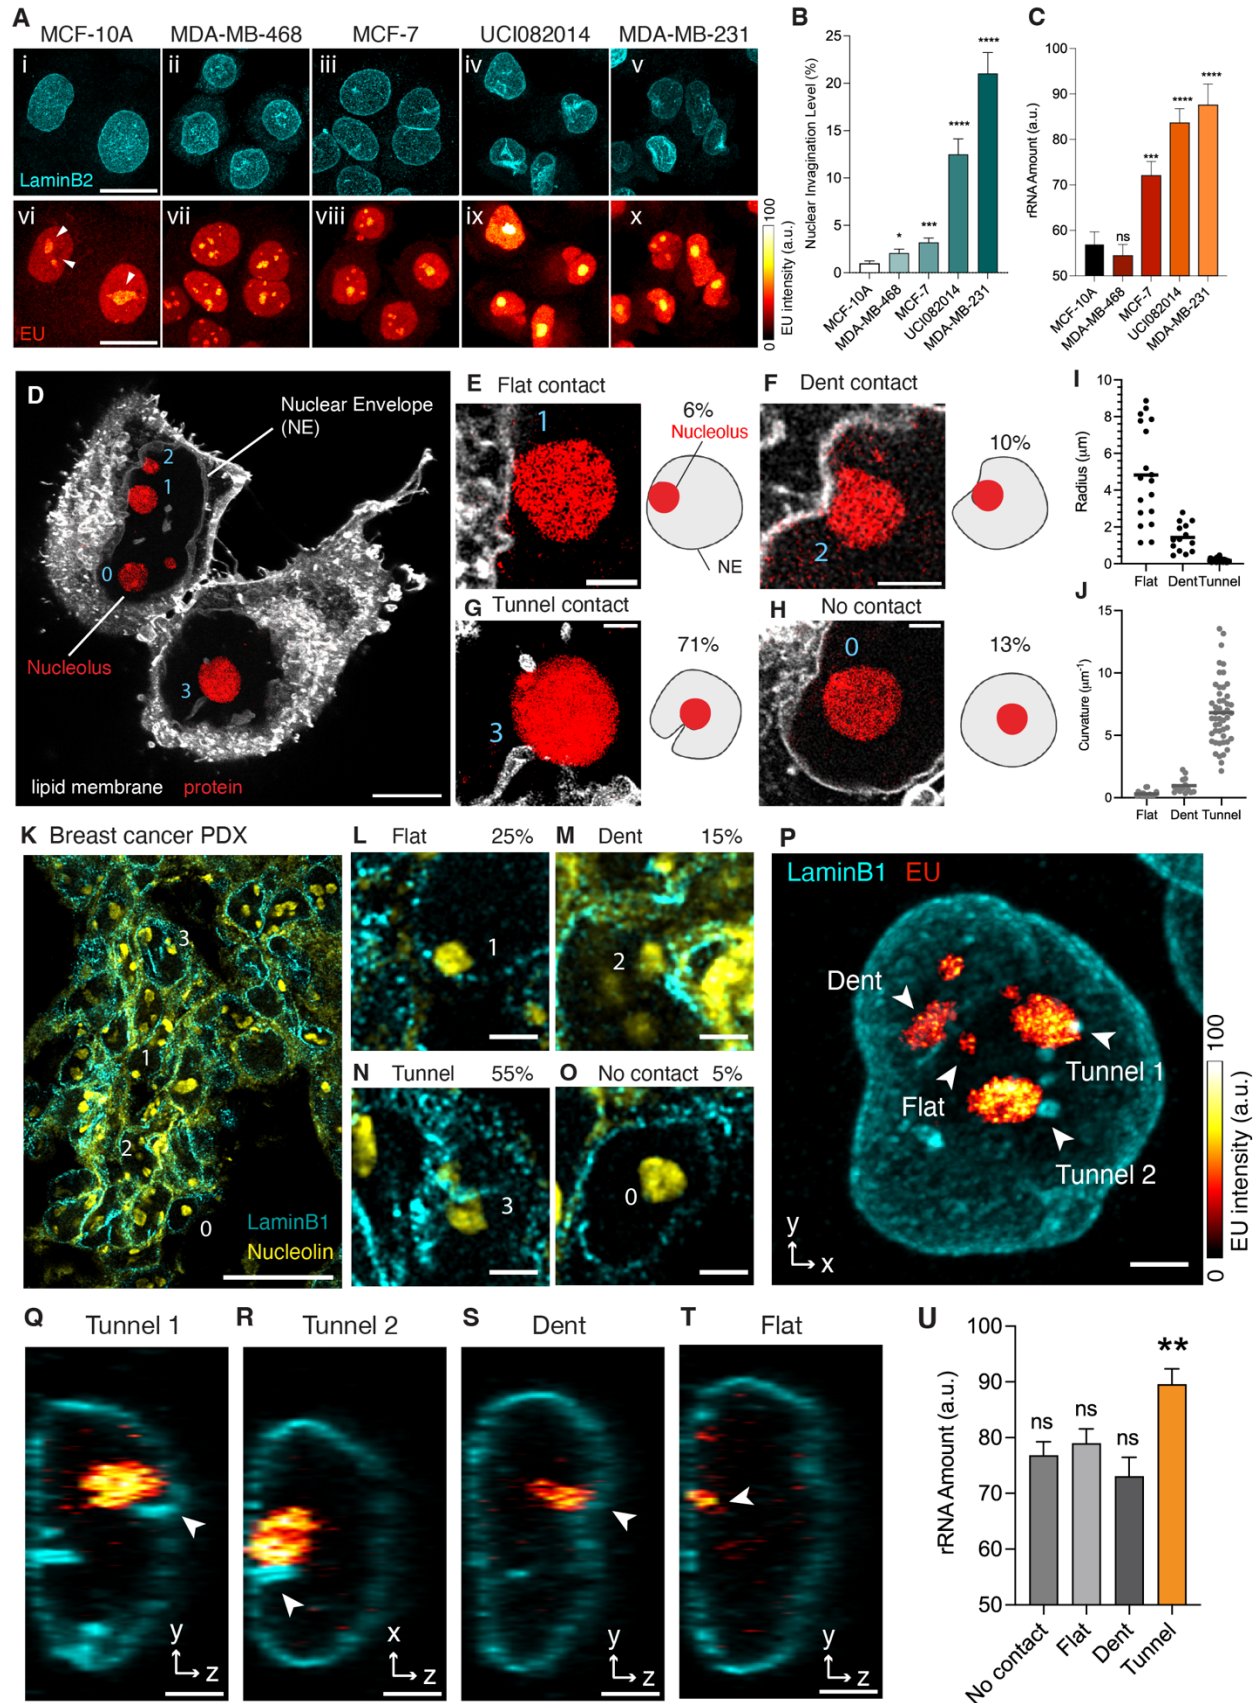 A
MCF-10A MDA-MB-468 MCF-7 UCI082014 MDA-MB-231
i ii iii iv v
LaminB2
vi vii viii ix x
EU
0 EU intensity (a.u.) 100
B
Nuclear Invagination Level (%)
25
20
15
10
5
0
* *** **** ****
MCF-10A MDA-MB-468 MCF-7 UCI082014 MDA-MB-231
C
rRNA Amount (a.u.)
100
90
80
70
60
50
ns *** **** ****
MCF-10A MDA-MB-468 MCF-7 UCI082014 MDA-MB-231
D
Nuclear Envelope
(NE)
2
1
0
Nucleolus
3
lipid membrane protein
E Flat contact
1
6%
Nucleolus
NE
F Dent contact
2
10%
G Tunnel contact
3
71%
H No contact
0
13%
I
Radius (μm)
10
8
6
4
2
0
Flat Dent Tunnel
J
Curvature (μm⁻¹)
15
10
5
0
Flat Dent Tunnel
K Breast cancer PDX
3
1
2
0
LaminB1
Nucleolin
L Flat 25%
1
M Dent 15%
2
N Tunnel 55%
3
O No contact 5%
0
P
LaminB1 EU
Dent
Tunnel 1
Flat
Tunnel 2
y
x
0 EU intensity (a.u.) 100
Q Tunnel 1
y
z
R Tunnel 2
x
z
S Dent
y
z
T Flat
y
z
U
rRNA Amount (a.u.)
100
90
80
70
60
50
ns ns ns **
No contact Flat Dent Tunnel